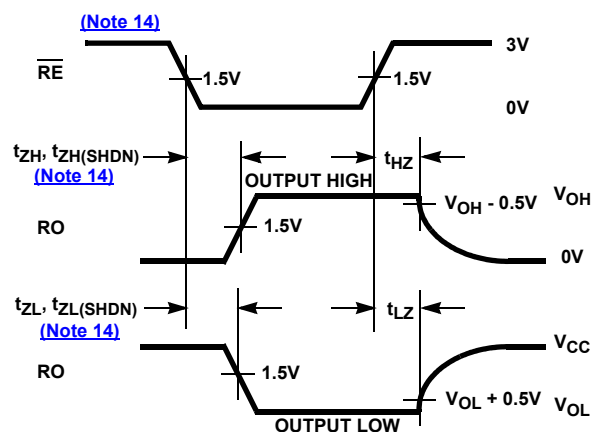 (Note 14)
3V
RE
1.5V
1.5V
0V
tZH, tZH(SHDN)
(Note 14)
tHZ
OUTPUT HIGH
VOH - 0.5V
VOH
RO
1.5V
0V
tZL, tZL(SHDN)
(Note 14)
tLZ
VCC
RO
1.5V
VOL + 0.5V
VOL
OUTPUT LOW